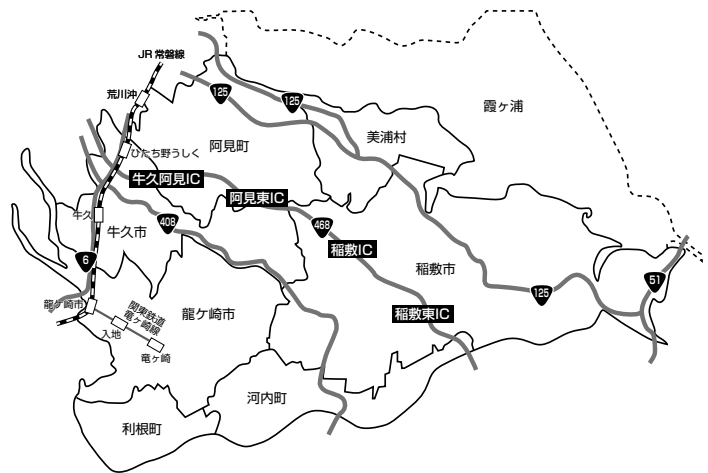 JR 常磐線
荒川沖
125
125
霞ヶ浦
美浦村
阿見町
ひたち野うしく
牛久阿見IC
阿見東IC
牛久
牛久市
408
468
稲敷IC
稲敷市
6
51
125
龍ケ崎市
関東鉄道
竜ヶ崎線
龍ケ崎市
稲敷東IC
入地
竜ヶ崎
河内町
利根町